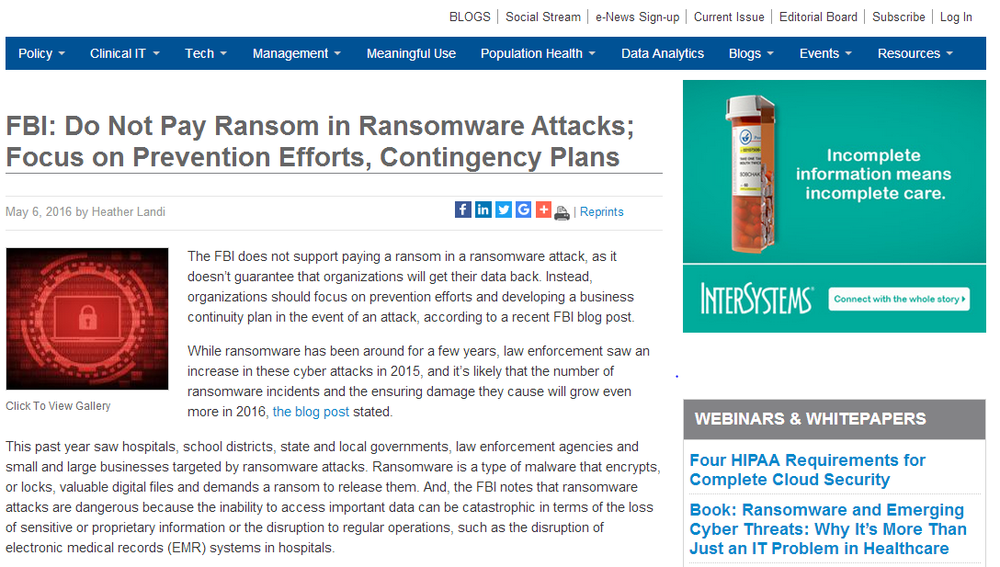 BLOGS Social Stream e-News Sign-up Current Issue Editorial Board Subscribe Log In
Policy Clinical IT Tech Management Meaningful Use Population Health Data Analytics Blogs Events Resources
FBI: Do Not Pay Ransom in Ransomware Attacks;
Focus on Prevention Efforts, Contingency Plans
May 6, 2016 by Heather Landi
| Reprints
Click To View Gallery
The FBI does not support paying a ransom in a ransomware attack, as it
doesn't guarantee that organizations will get their data back. Instead,
organizations should focus on prevention efforts and developing a business
continuity plan in the event of an attack, according to a recent FBI blog post.
While ransomware has been around for a few years, law enforcement saw an
increase in these cyber attacks in 2015, and it's likely that the number of
ransomware incidents and the ensuring damage they cause will grow even
more in 2016, the blog post stated.
This past year saw hospitals, school districts, state and local governments, law enforcement agencies and
small and large businesses targeted by ransomware attacks. Ransomware is a type of malware that encrypts,
or locks, valuable digital files and demands a ransom to release them. And, the FBI notes that ransomware
attacks are dangerous because the inability to access important data can be catastrophic in terms of the loss
of sensitive or proprietary information or the disruption to regular operations, such as the disruption of
electronic medical records (EMR) systems in hospitals.
Incomplete
information means
incomplete care.
INTERSYSTEMS
Connect with the whole story
WEBINARS & WHITEPAPERS
Four HIPAA Requirements for
Complete Cloud Security
Book: Ransomware and Emerging
Cyber Threats: Why It's More Than
Just an IT Problem in Healthcare